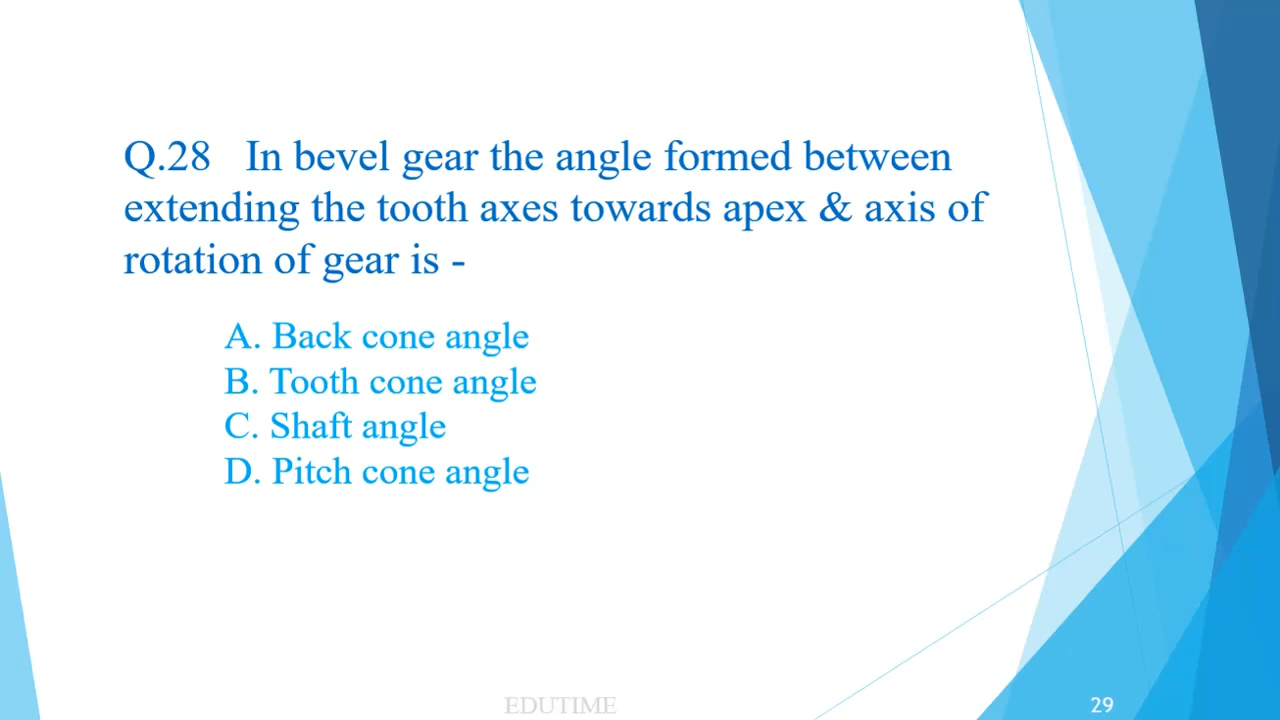 Q.28 In bevel gear the angle formed between
extending the tooth axes towards apex & axis of
rotation of gear is -
A. Back cone angle
B. Tooth cone angle
C. Shaft angle
D. Pitch cone angle
EDUTIME
29